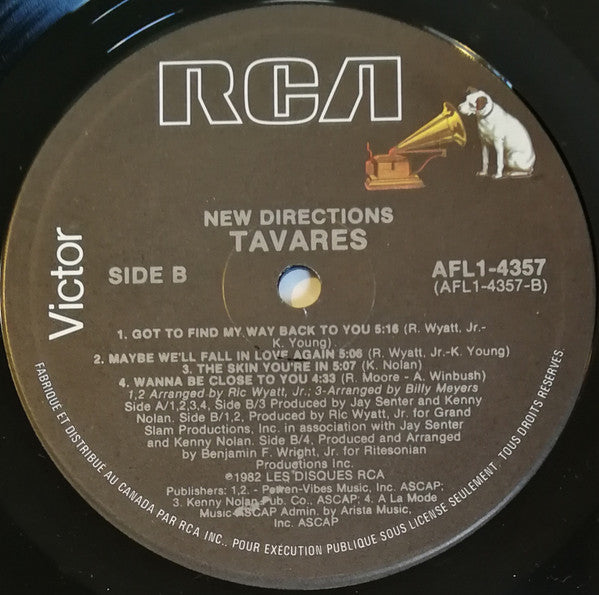 RCA
Victor
NEW DIRECTIONS
TAVARES
SIDE B
AFL1-4357
(AFL1-4357-B)
1. GOT TO FIND MY WAY BACK TO YOU 5:16 (R. Wyatt, Jr.-
K. Young)
2. MAYBE WE'LL FALL IN LOVE AGAIN 5:06 (R. Wyatt, Jr.-K. Young)
3. THE SKIN YOU'RE IN 5:07 (K. Nolan)
4. WANNA BE CLOSE TO YOU 4:33 (R. Moore - A. Winbush)
1,2 Arranged by Ric Wyatt, Jr.; 3-Arranged by Billy Meyers
Side A/1,2,3,4, Side B/3 Produced by Jay Senter and Kenny
Nolan. Side B/1,2, Produced by Ric Wyatt, Jr. for Grand
Slam Productions, Inc. in association with Jay Senter
and Kenny Nolan. Side B/4, Produced and Arranged
by Benjamin F. Wright, Jr. for Ritesonian
Productions Inc.
℗1982 LES DISQUES RCA
Publishers: 1,2. - Perren-Vibes Music, Inc. ASCAP;
3. Kenny Nolan Pub. Co., ASCAP; 4. A La Mode
Music ASCAP Admin. by Arista Music,
Inc. ASCAP
FABRIQUÉ ET DISTRIBUÉ AU CANADA PAR RCA INC., POUR EXÉCUTION PUBLIQUE SOUS LICENSE SEULEMENT. TOUS DROITS RESERVÉS.